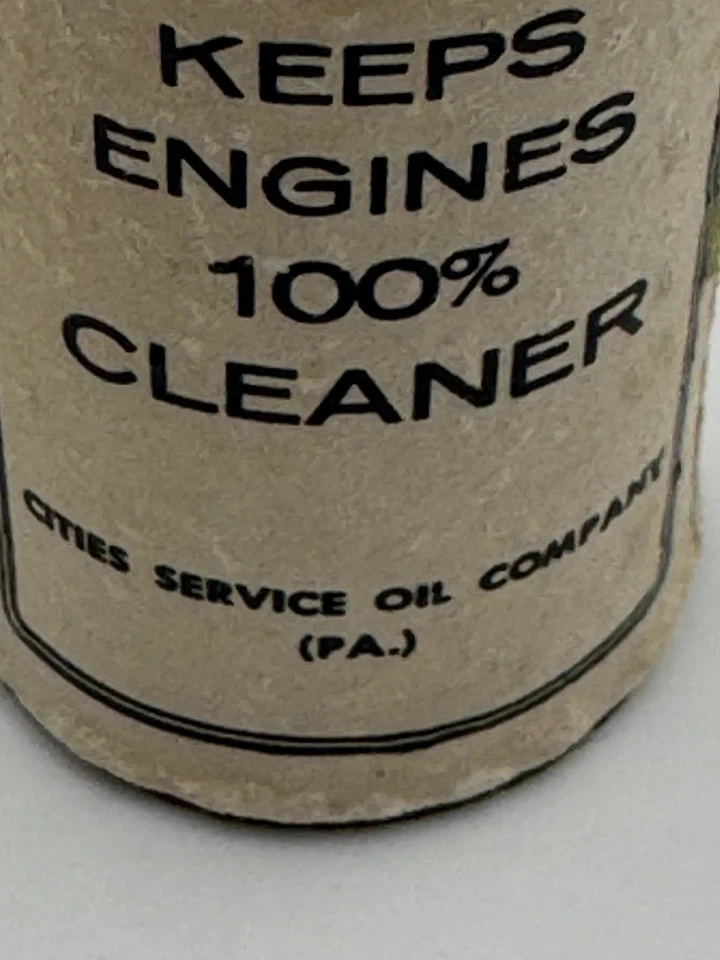 KEEPS
ENGINES
100%
CLEANER
CITIES SERVICE OIL COMPANY
(PA.)